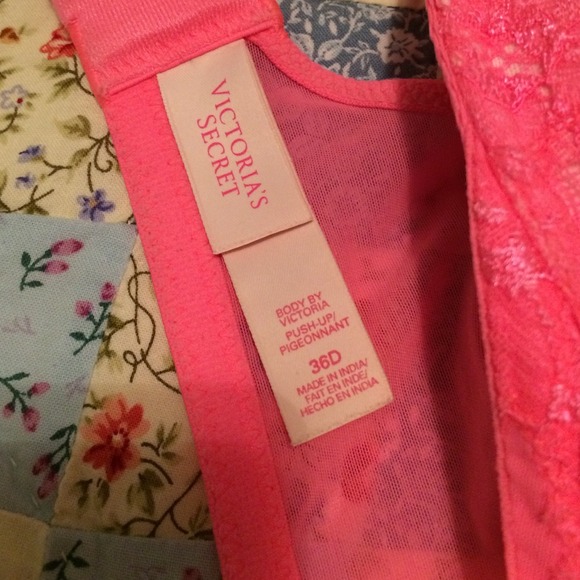 VICTORIA'S
SECRET
BODY BY
VICTORIA
PUSH-UP/
PIGEONNANT
36D
MADE IN INDIA/
FAIT EN INDE/
HECHO EN INDIA